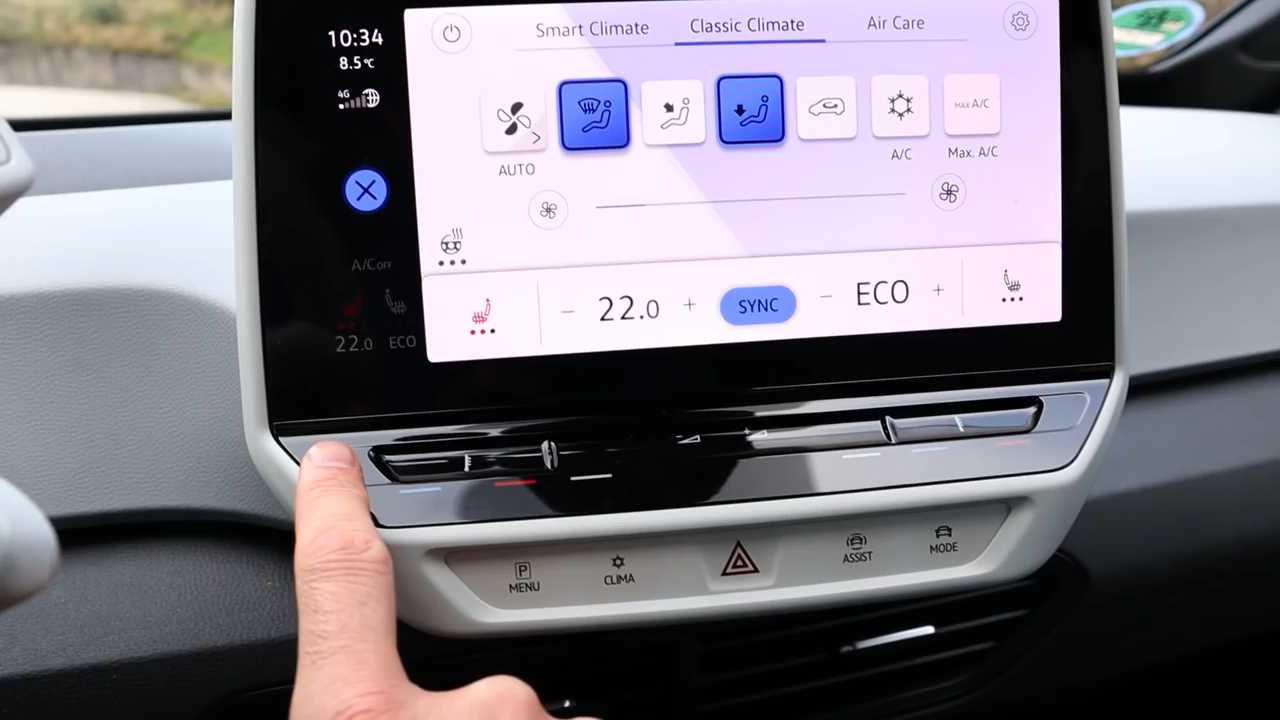 10:34
8.5°C
4G
Smart Climate Classic Climate Air Care
MAX A/C
AUTO
A/C
Max. A/C
A/C OFF
22.0 ECO
− 22.0 + SYNC − ECO +
P
MENU
CLIMA
ASSIST
MODE